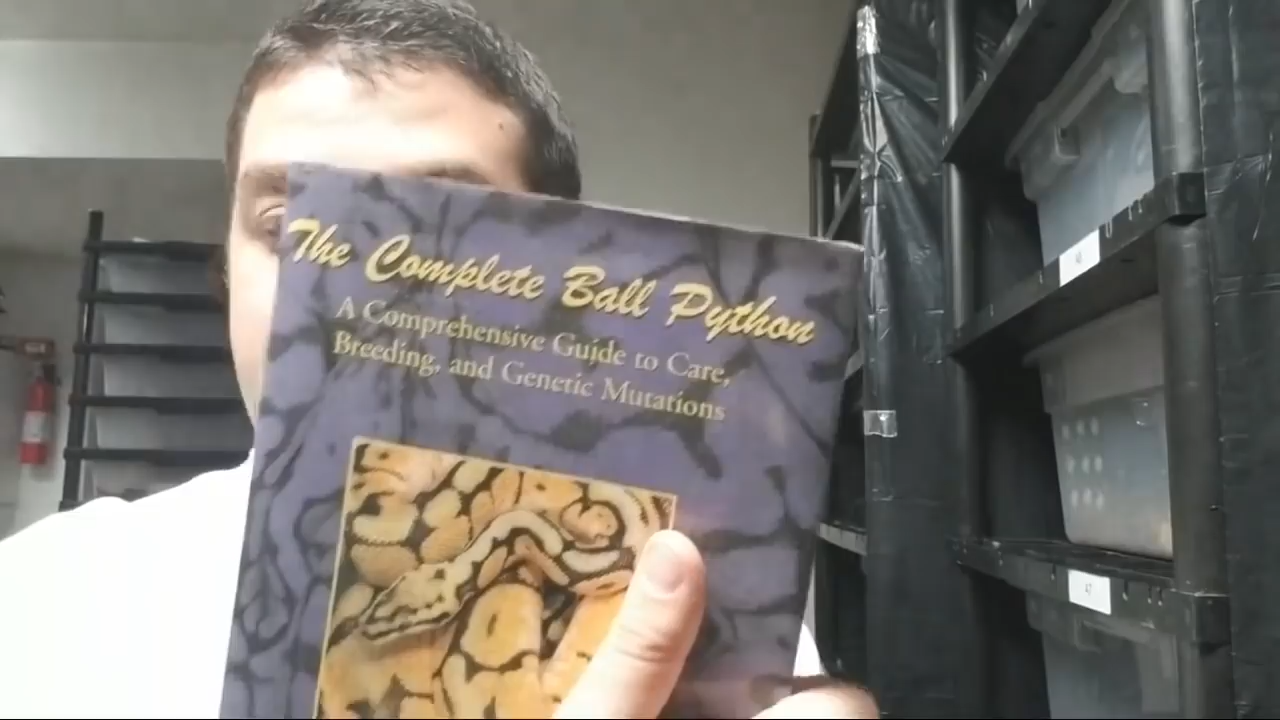 The Complete Ball Python
A Comprehensive Guide to Care,
Breeding, and Genetic Mutations